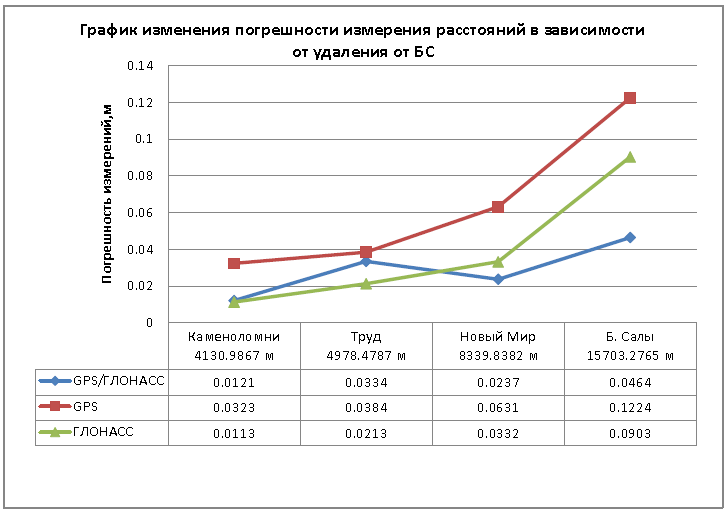 График изменения погрешности измерения расстояний в зависимости
от удаления от БС
Погрешность измерений,м
0.14
0.12
0.1
0.08
0.06
0.04
0.02
0
Каменоломни Труд Новый Мир Б. Салы
4130.9867 м 4978.4787 м 8339.8382 м 15703.2765 м
GPS/ГЛОНАСС 0.0121 0.0334 0.0237 0.0464
GPS 0.0323 0.0384 0.0631 0.1224
ГЛОНАСС 0.0113 0.0213 0.0332 0.0903